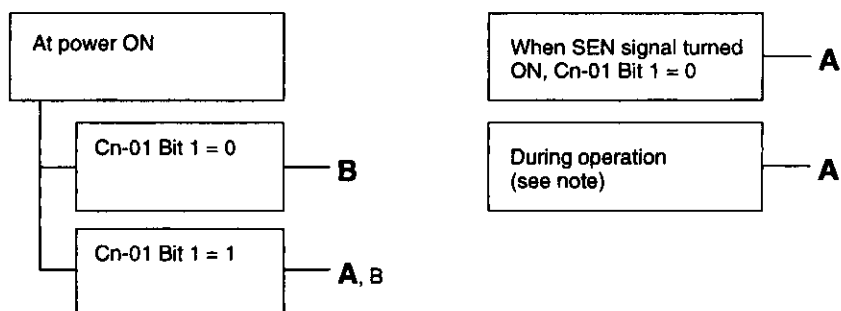 At power ON
Cn-01 Bit 1 = 0
B
Cn-01 Bit 1 = 1
A, B
When SEN signal turned
ON, Cn-01 Bit 1 = 0
A
During operation
(see note)
A